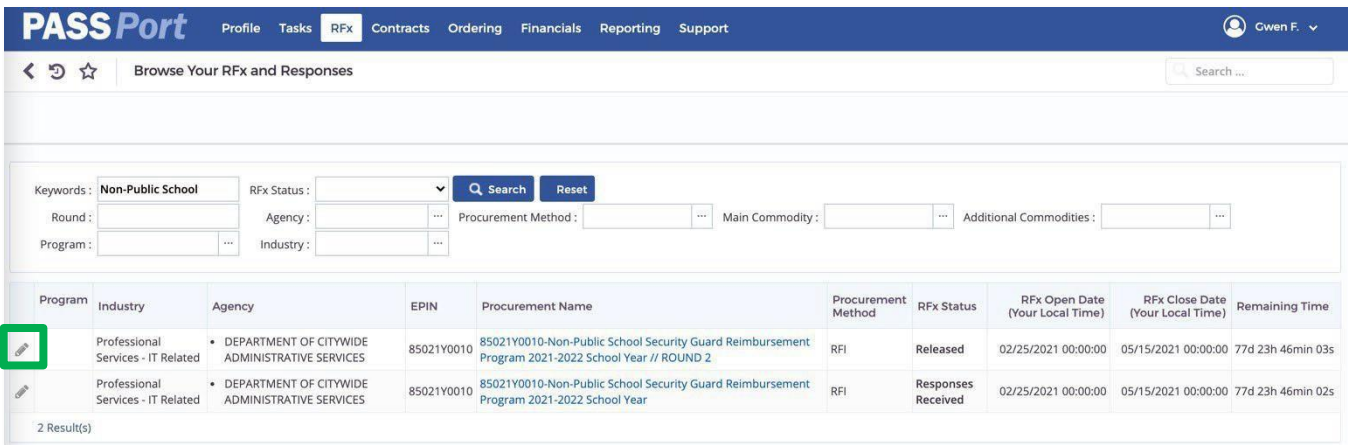 PASSPort Profile Tasks RFx Contracts Ordering Financials Reporting Support Gwen F.
Browse Your RFx and Responses Search ...
Keywords : Non-Public School RFx Status : Search Reset
Round : Agency : ... Procurement Method : ... Main Commodity : ... Additional Commodities : ...
Program : ... Industry : ...
Program Industry Agency EPIN Procurement Name Procurement Method RFx Status RFx Open Date (Your Local Time) RFx Close Date (Your Local Time) Remaining Time
Professional Services - IT Related • DEPARTMENT OF CITYWIDE ADMINISTRATIVE SERVICES 85021Y0010 85021Y0010-Non-Public School Security Guard Reimbursement Program 2021-2022 School Year // ROUND 2 RFI Released 02/25/2021 00:00:00 05/15/2021 00:00:00 77d 23h 46min 03s
Professional Services - IT Related • DEPARTMENT OF CITYWIDE ADMINISTRATIVE SERVICES 85021Y0010 85021Y0010-Non-Public School Security Guard Reimbursement Program 2021-2022 School Year RFI Responses Received 02/25/2021 00:00:00 05/15/2021 00:00:00 77d 23h 46min 02s
2 Result(s)